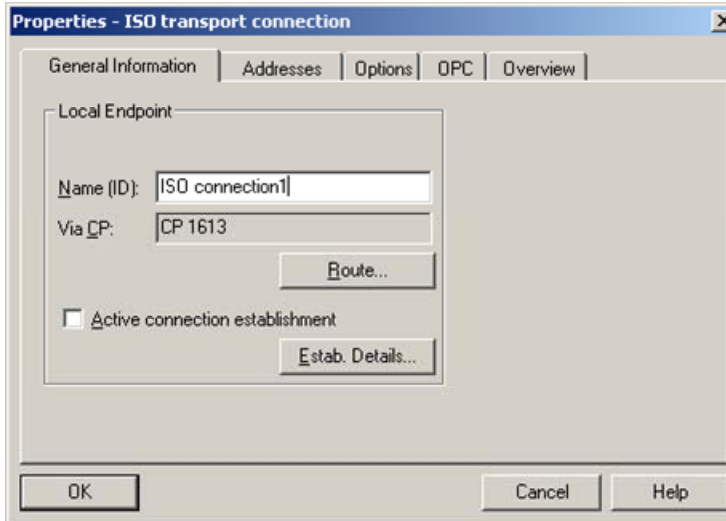 Properties - ISO transport connection
General Information Addresses Options OPC Overview
Local Endpoint
Name (ID): ISO connection1
Via CP: CP 1613
Route...
Active connection establishment
Estab. Details...
OK Cancel Help